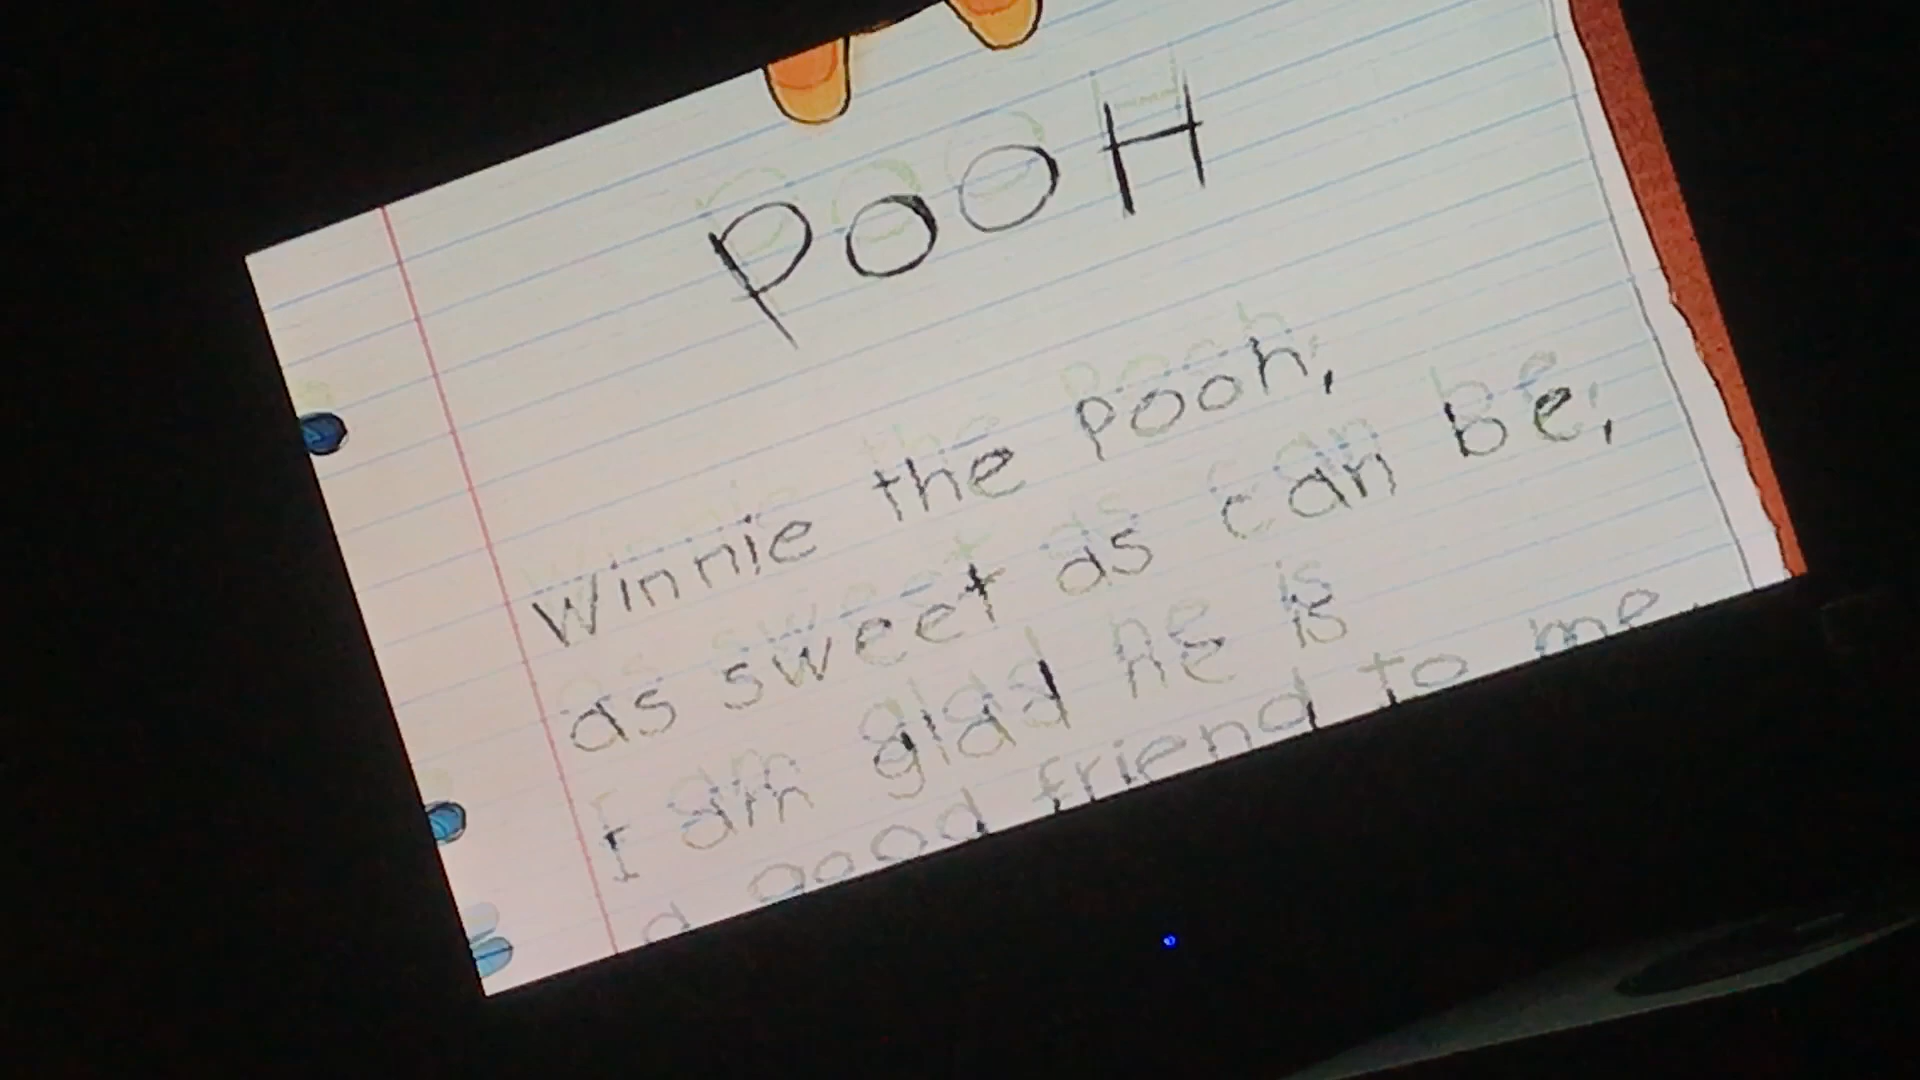 POOH
Winnie the Pooh,
as sweet as can be,
I am glad he is
a good friend to me